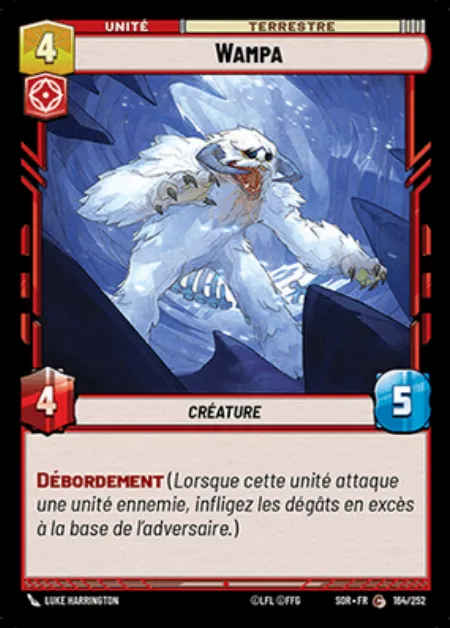 UNITÉ
TERRESTRE
4
WAMPA
4
CRÉATURE
5
DÉBORDEMENT (Lorsque cette unité attaque
une unité ennemie, infligez les dégâts en excès
à la base de l'adversaire.)
LUKE HARRINGTON
©LFL ©FFG
SOR • FR
C
164/252